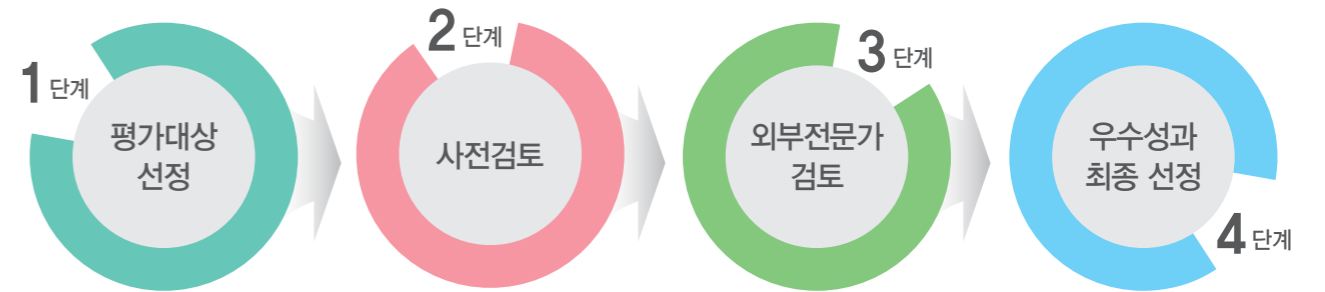 1 단계
평가대상
선정
2 단계
사전검토
3 단계
외부전문가
검토
4 단계
우수성과
최종 선정